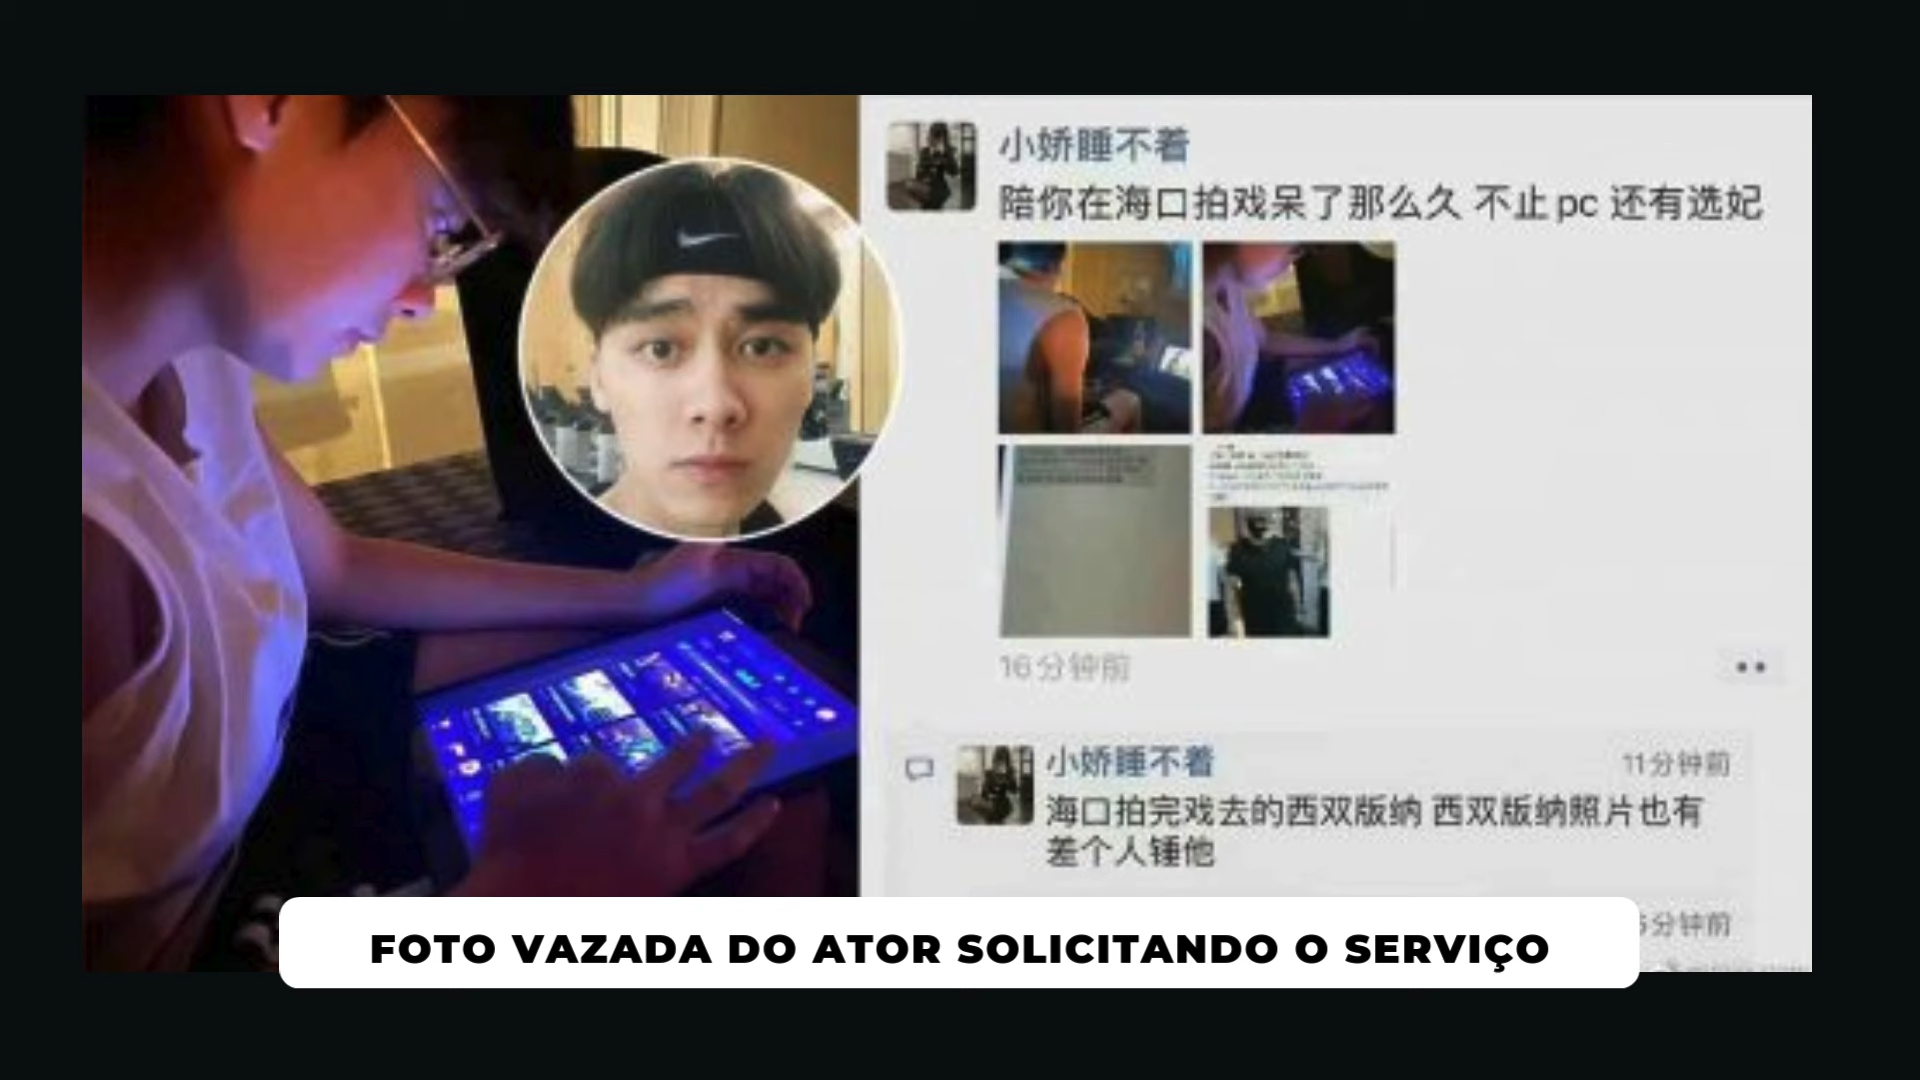 小娇睡不着
陪你在海口拍戏呆了那么久 不止pc 还有选妃
16分钟前
小娇睡不着
11分钟前
海口拍完戏去的西双版纳 西双版纳照片也有
差个人锤他
分钟前
FOTO VAZADA DO ATOR SOLICITANDO O SERVIÇO